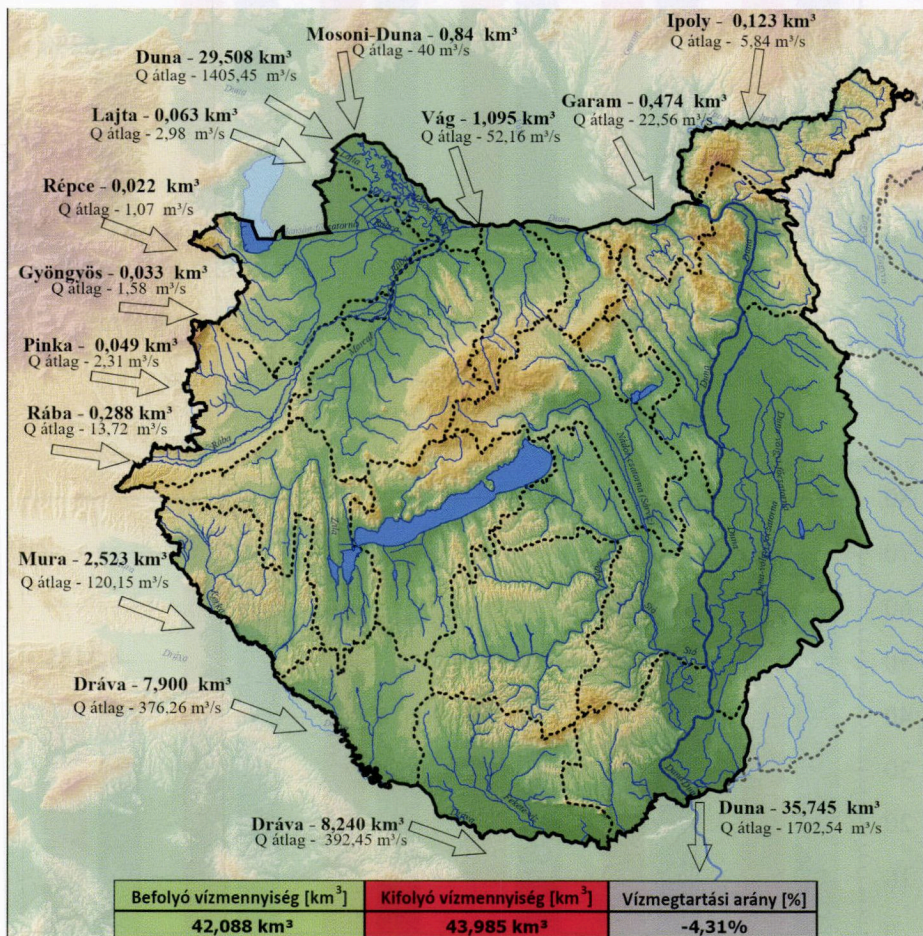 Mosoni-Duna - 0,84 km³
Q átlag - 40 m³/s
Ipoly - 0,123 km³
Q átlag - 5,84 m³/s
Duna - 29,508 km³
Q átlag - 1405,45 m³/s
Lajta - 0,063 km³
Q átlag - 2,98 m³/s
Vág - 1,095 km³
Q átlag - 52,16 m³/s
Garam - 0,474 km³
Q átlag - 22,56 m³/s
Répce - 0,022 km³
Q átlag - 1,07 m³/s
Gyöngyös - 0,033 km³
Q átlag - 1,58 m³/s
Pinka - 0,049 km³
Q átlag - 2,31 m³/s
Rába - 0,288 km³
Q átlag - 13,72 m³/s
Mura - 2,523 km³
Q átlag - 120,15 m³/s
Dráva - 7,900 km³
Q átlag - 376,26 m³/s
Dráva - 8,240 km³
Q átlag - 392,45 m³/s
Duna - 35,745 km³
Q átlag - 1702,54 m³/s
Duna
Marcal
Rába
Duna
Zala
Dráva
Befolyó vízmennyiség [km³] Kifolyó vízmennyiség [km³] Vízmegtartási arány [%]
42,088 km³ 43,985 km³ -4,31%